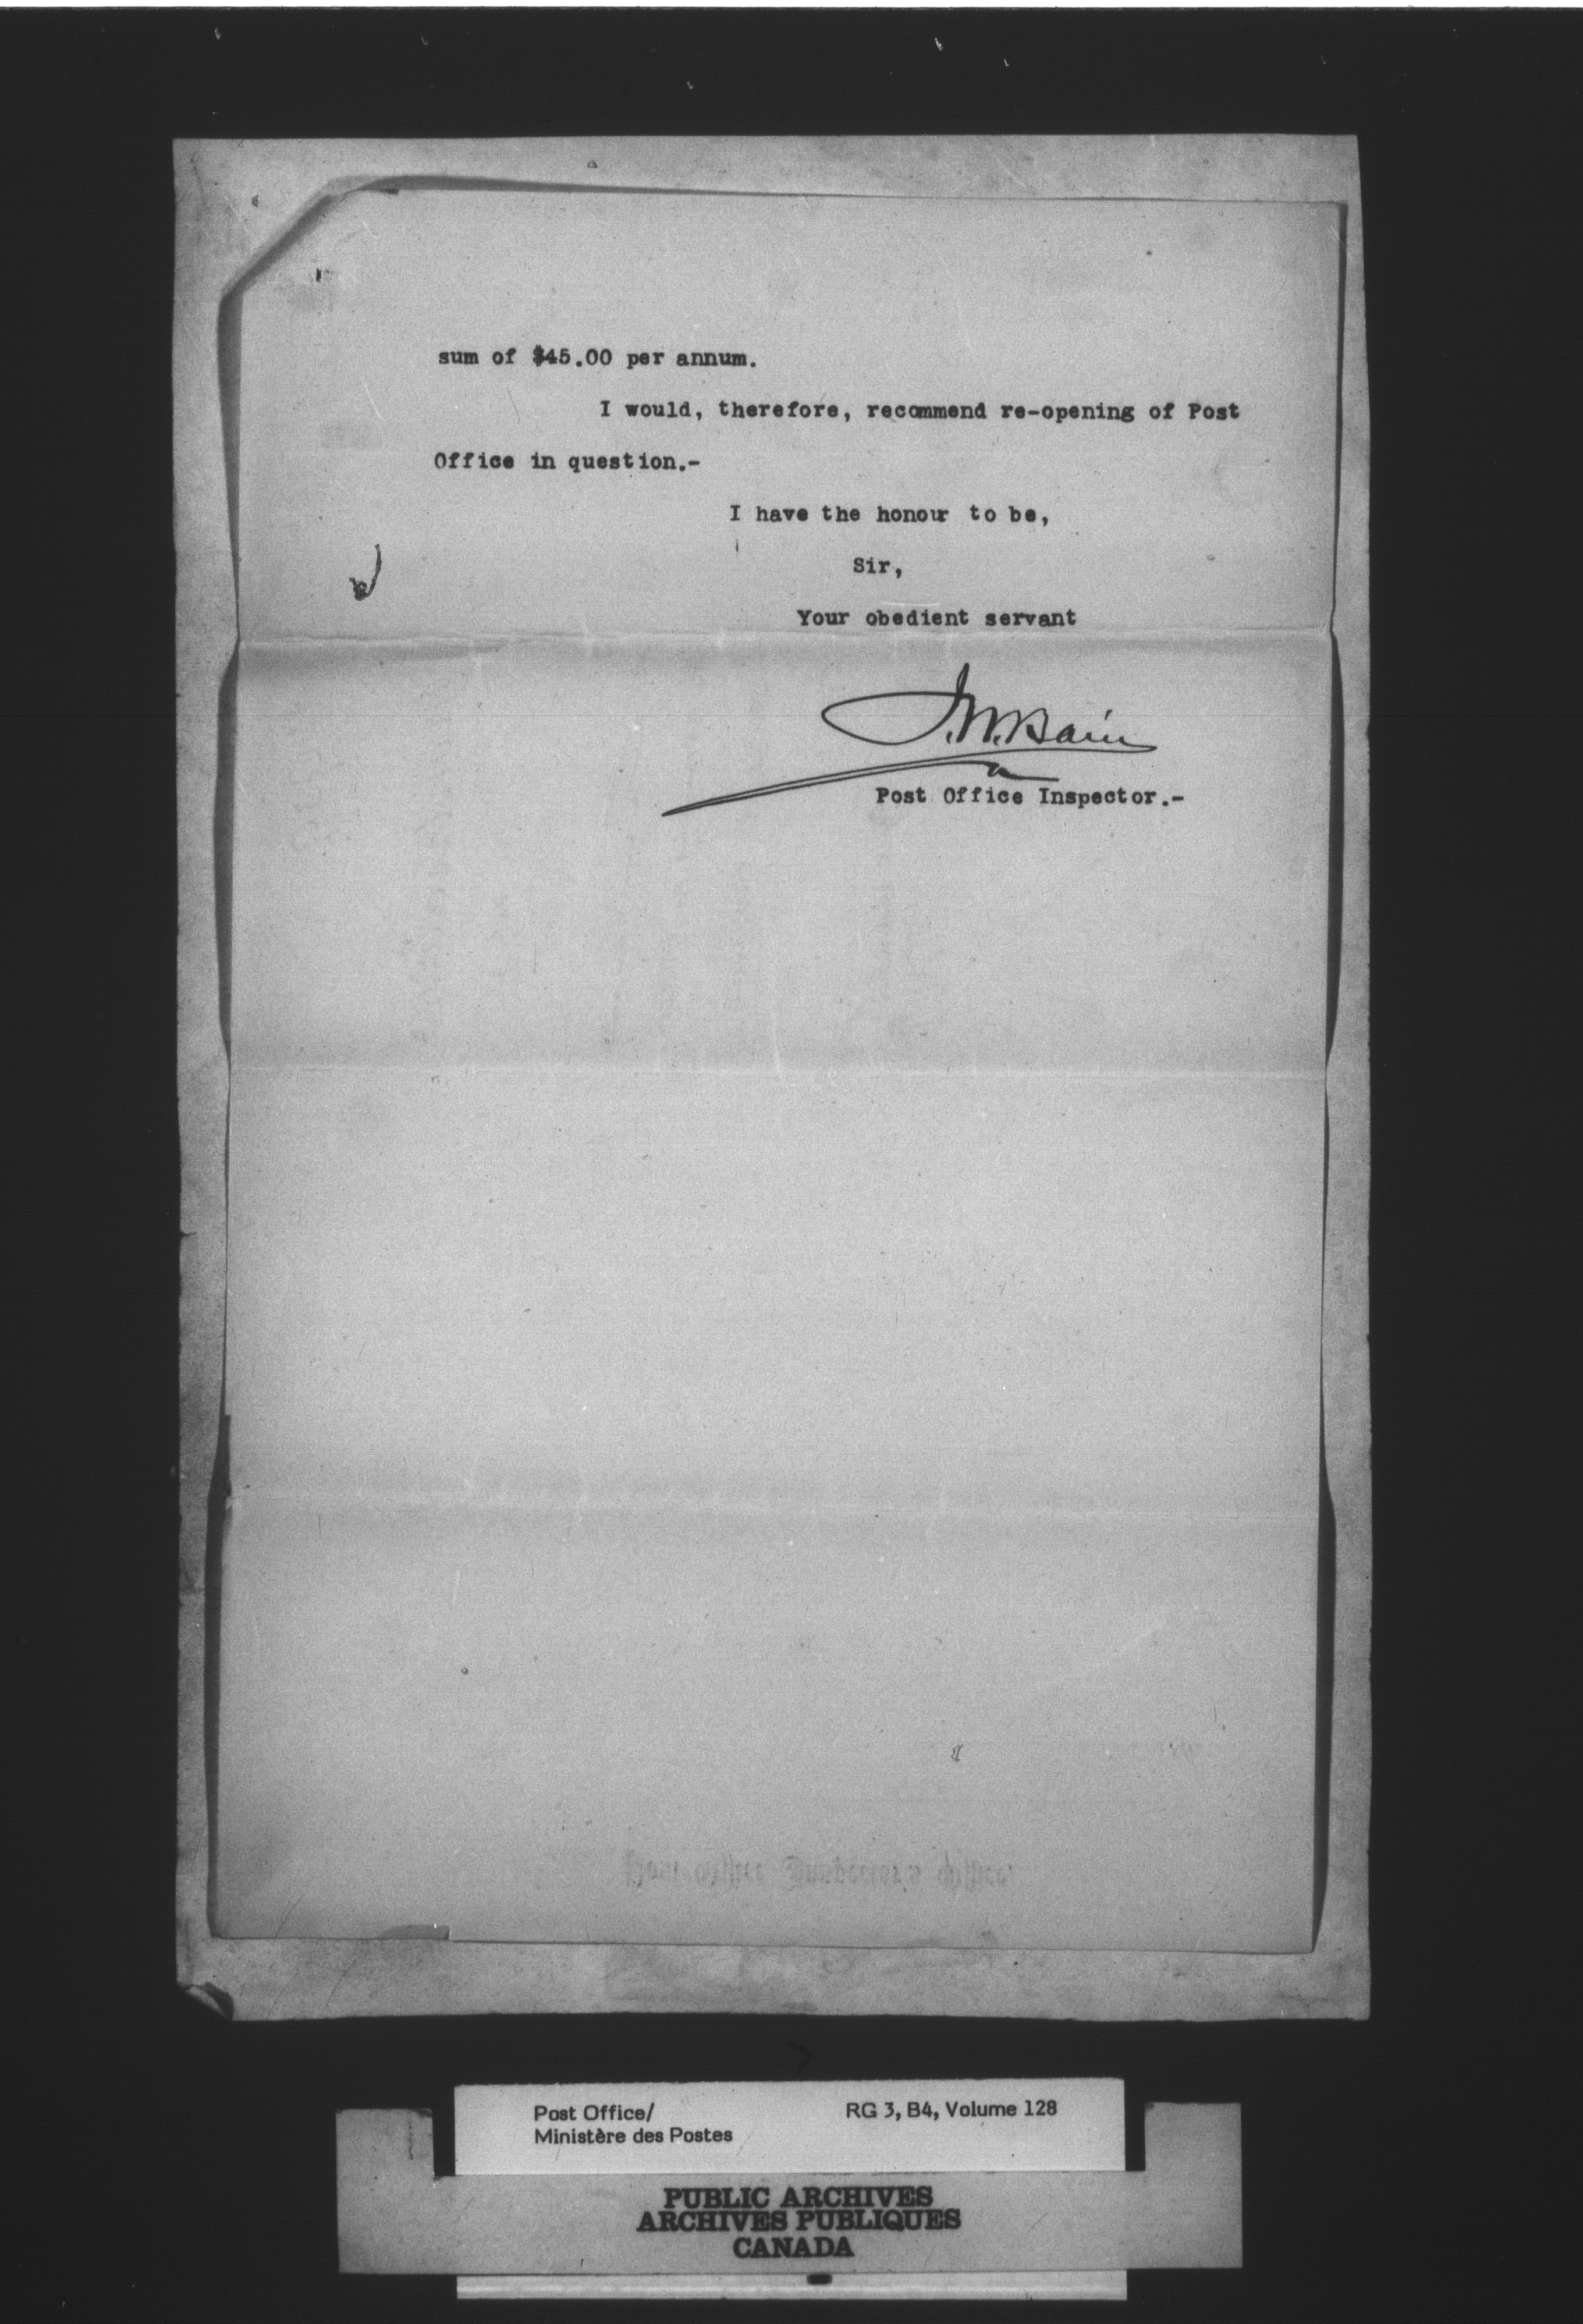 sum of $45.00 per annum.
I would, therefore, recommend re-opening of Post
Office in question.-
I have the honour to be,
Sir,
Your obedient servant
J.W.Bain
Post Office Inspector.-
Post Office/ RG 3, B4, Volume 128
Ministère des Postes
PUBLIC ARCHIVES
ARCHIVES PUBLIQUES
CANADA